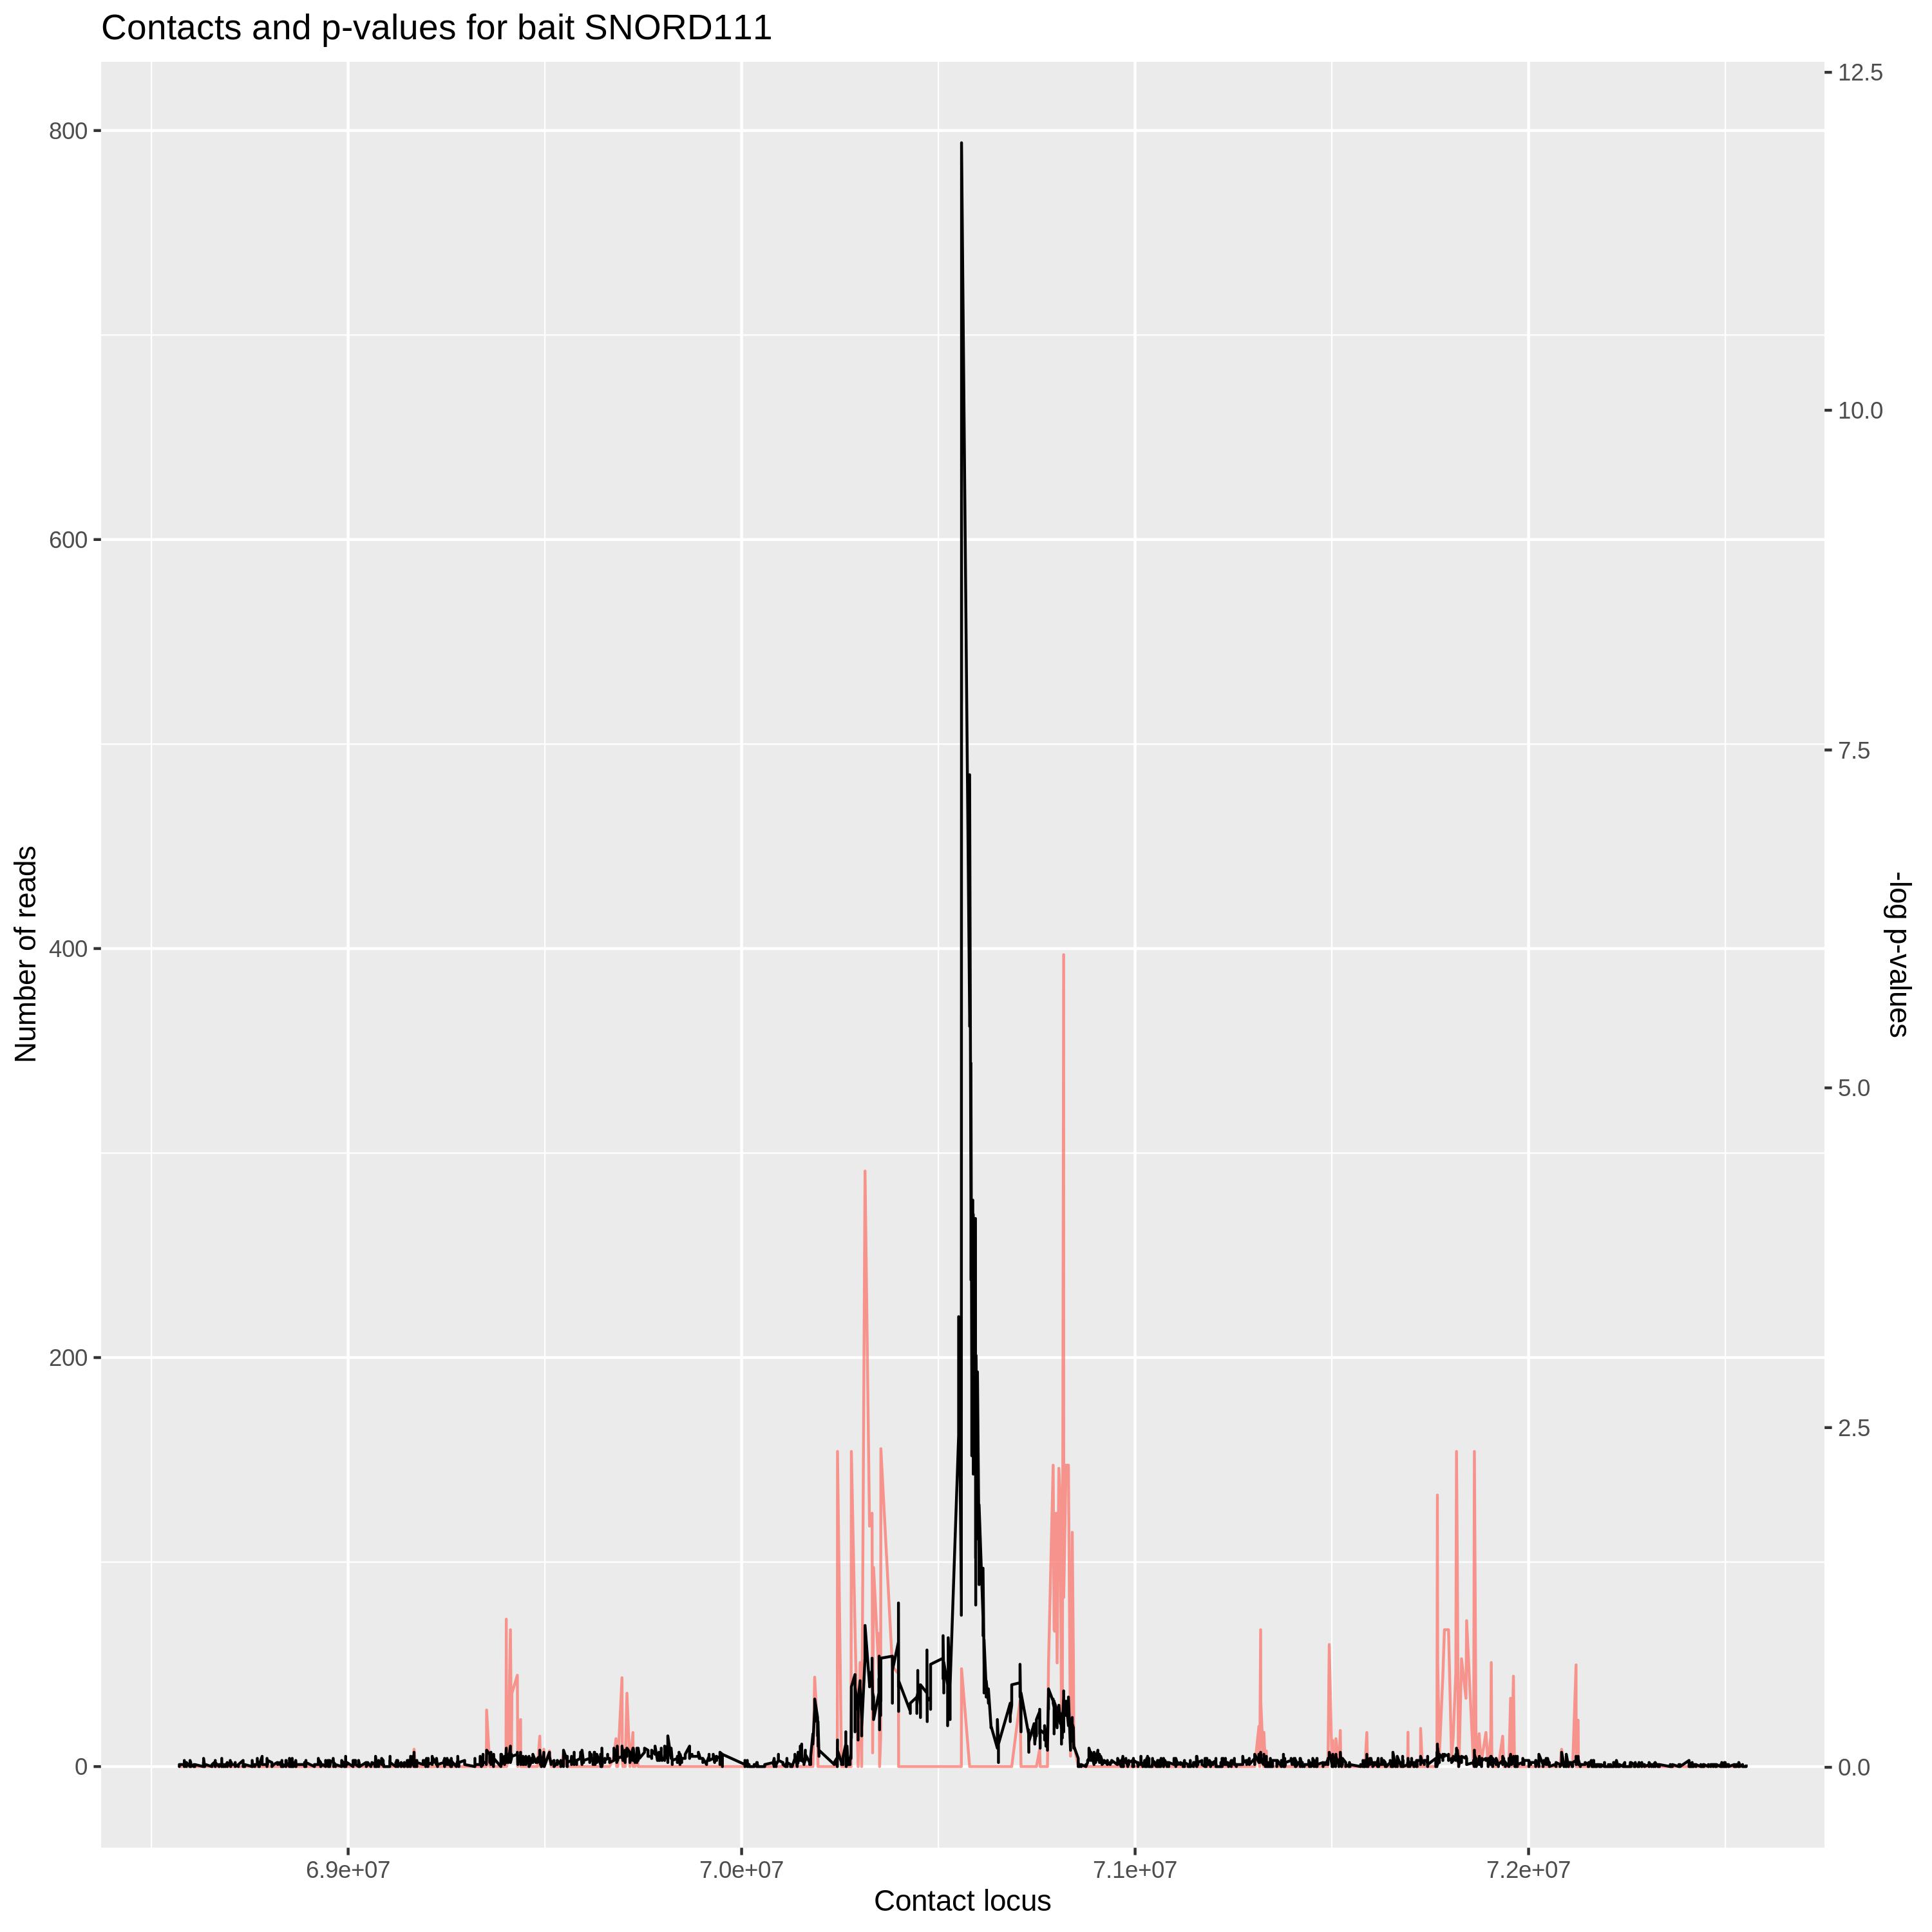 Contacts and p-values for bait SNORD111
12.5
800
10.0
600
7.5
Number of reads
-log p-values
400
5.0
2.5
200
0
0.0
6.9e+07
7.0e+07
7.1e+07
7.2e+07
Contact locus